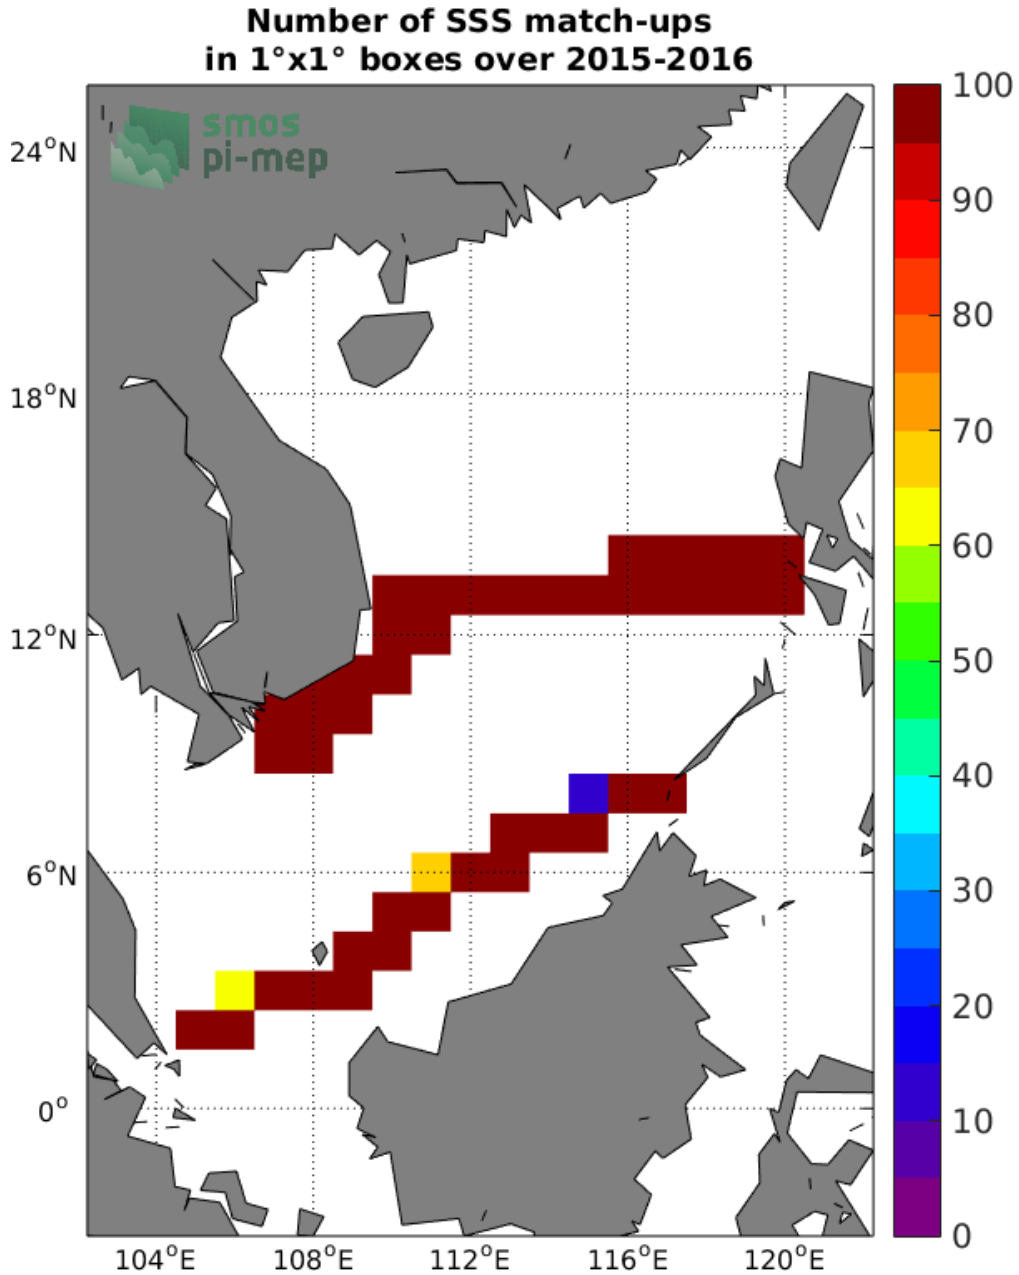 Number of SSS match-ups
in 1°x1° boxes over 2015-2016
smos
pi-mep
24°N
18°N
12°N
6°N
0°
104°E 108°E 112°E 116°E 120°E
100
90
80
70
60
50
40
30
20
10
0